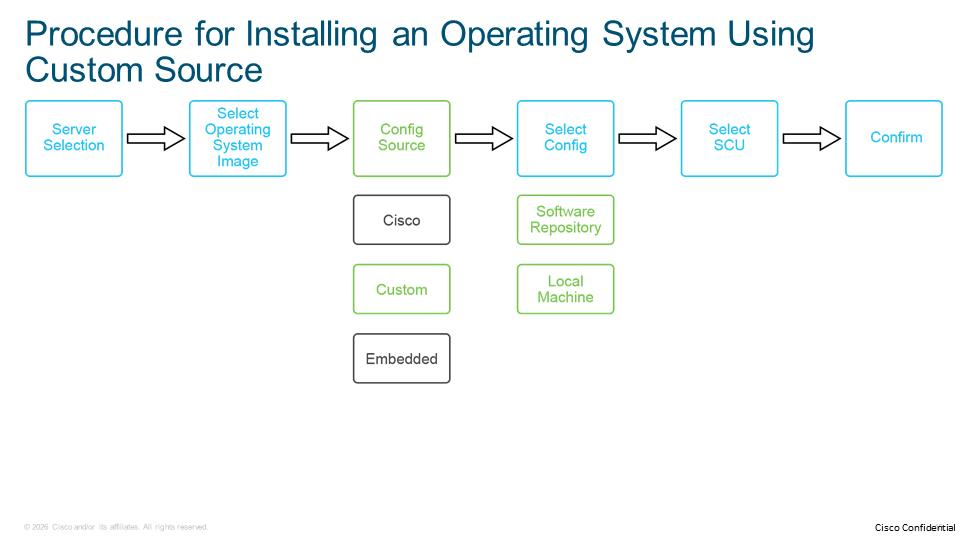 Procedure for Installing an Operating System Using
Custom Source
Server
Selection
Select
Operating
System
Image
Config
Source
Select
Config
Select
SCU
Confirm
Cisco
Software
Repository
Custom
Local
Machine
Embedded
© 2026 Cisco and/or its affiliates. All rights reserved.
Cisco Confidential